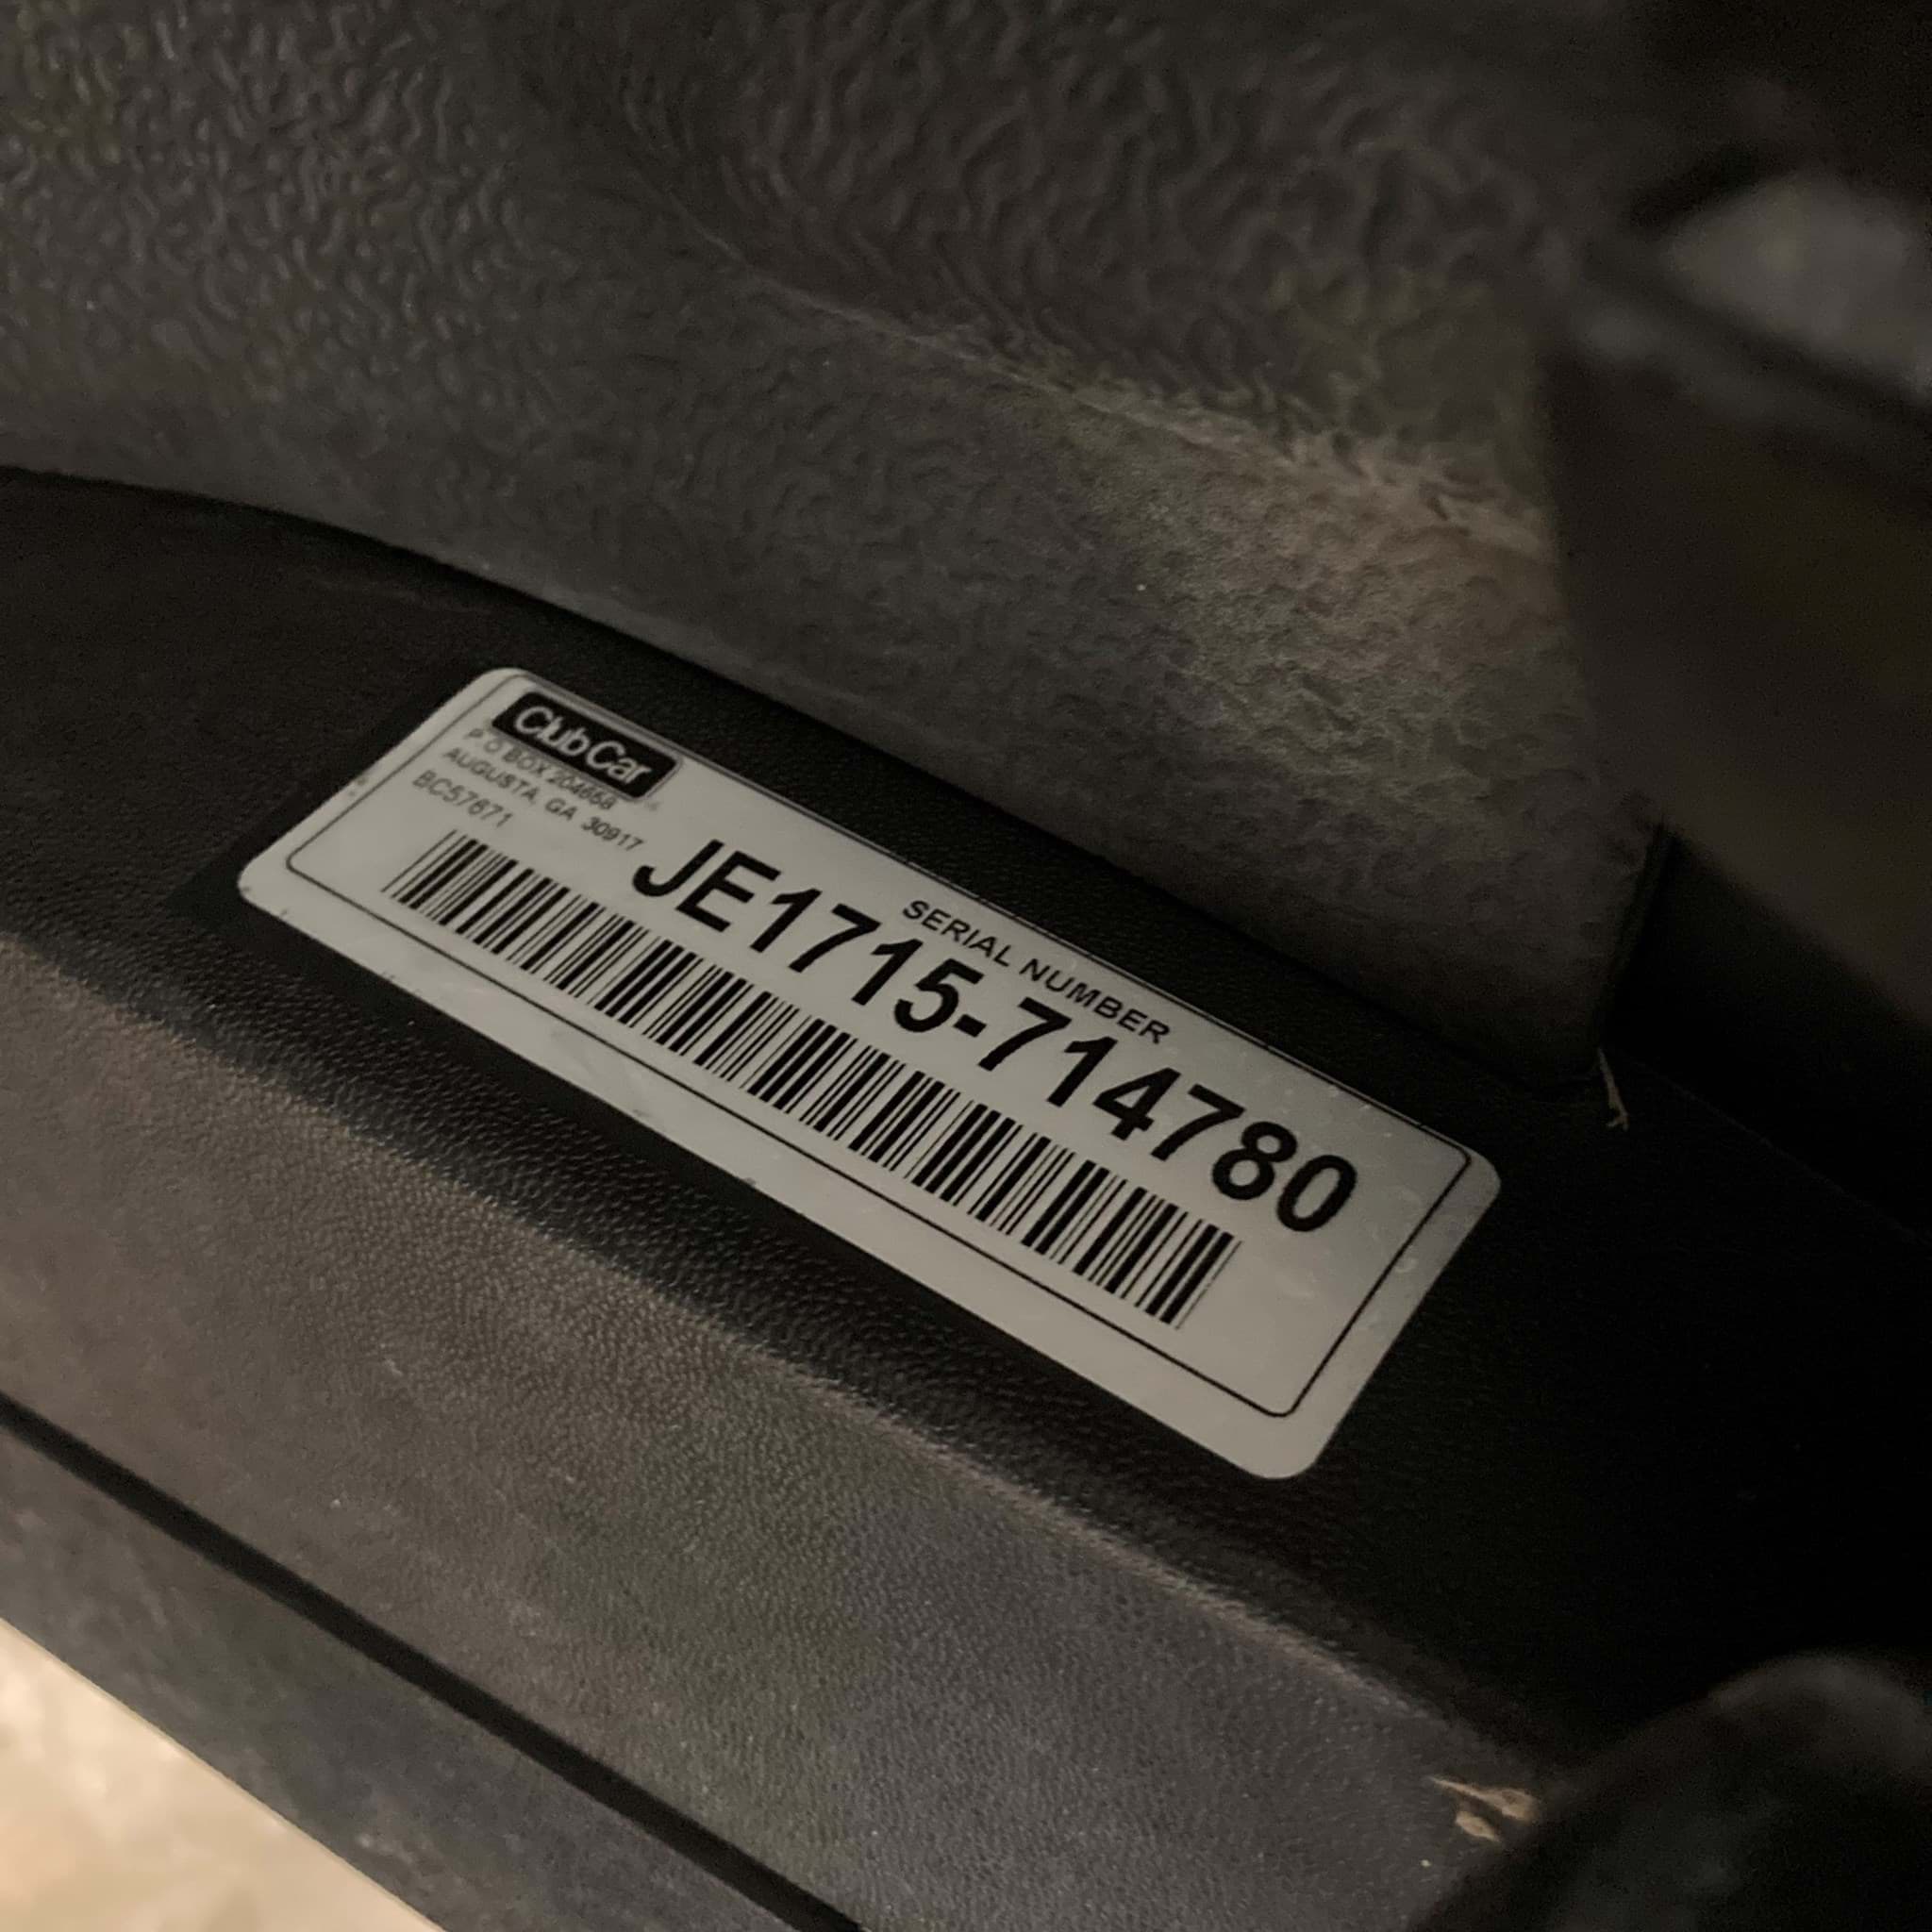 Club Car
P.O BOX 204658
AUGUSTA, GA 30917
BC57671
SERIAL NUMBER
JE1715-714780